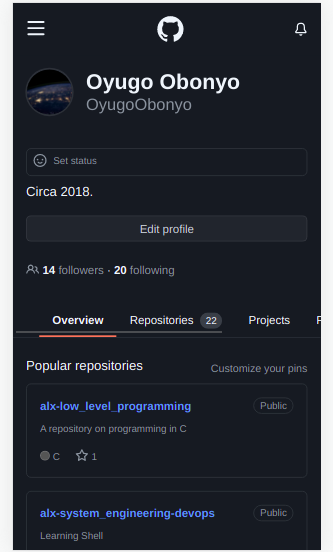 Oyugo Obonyo
OyugoObonyo
Set status
Circa 2018.
Edit profile
14 followers · 20 following
Overview Repositories 22 Projects
Popular repositories Customize your pins
alx-low_level_programming Public
A repository on programming in C
C 1
alx-system_engineering-devops Public
Learning Shell